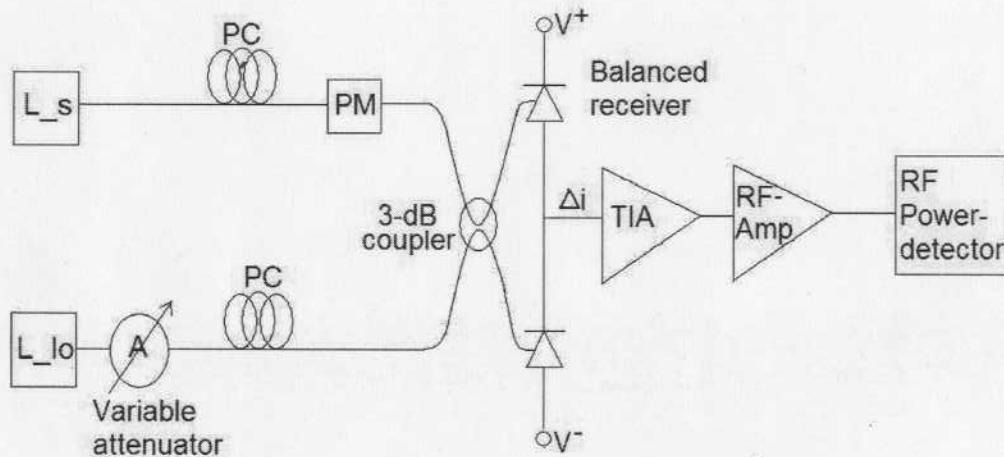 PC
V+
Balanced
receiver
L_s
PM
3-dB
coupler
Δi
TIA
RF-
Amp
RF
Power-
detector
PC
L_lo
A
Variable
attenuator
V-